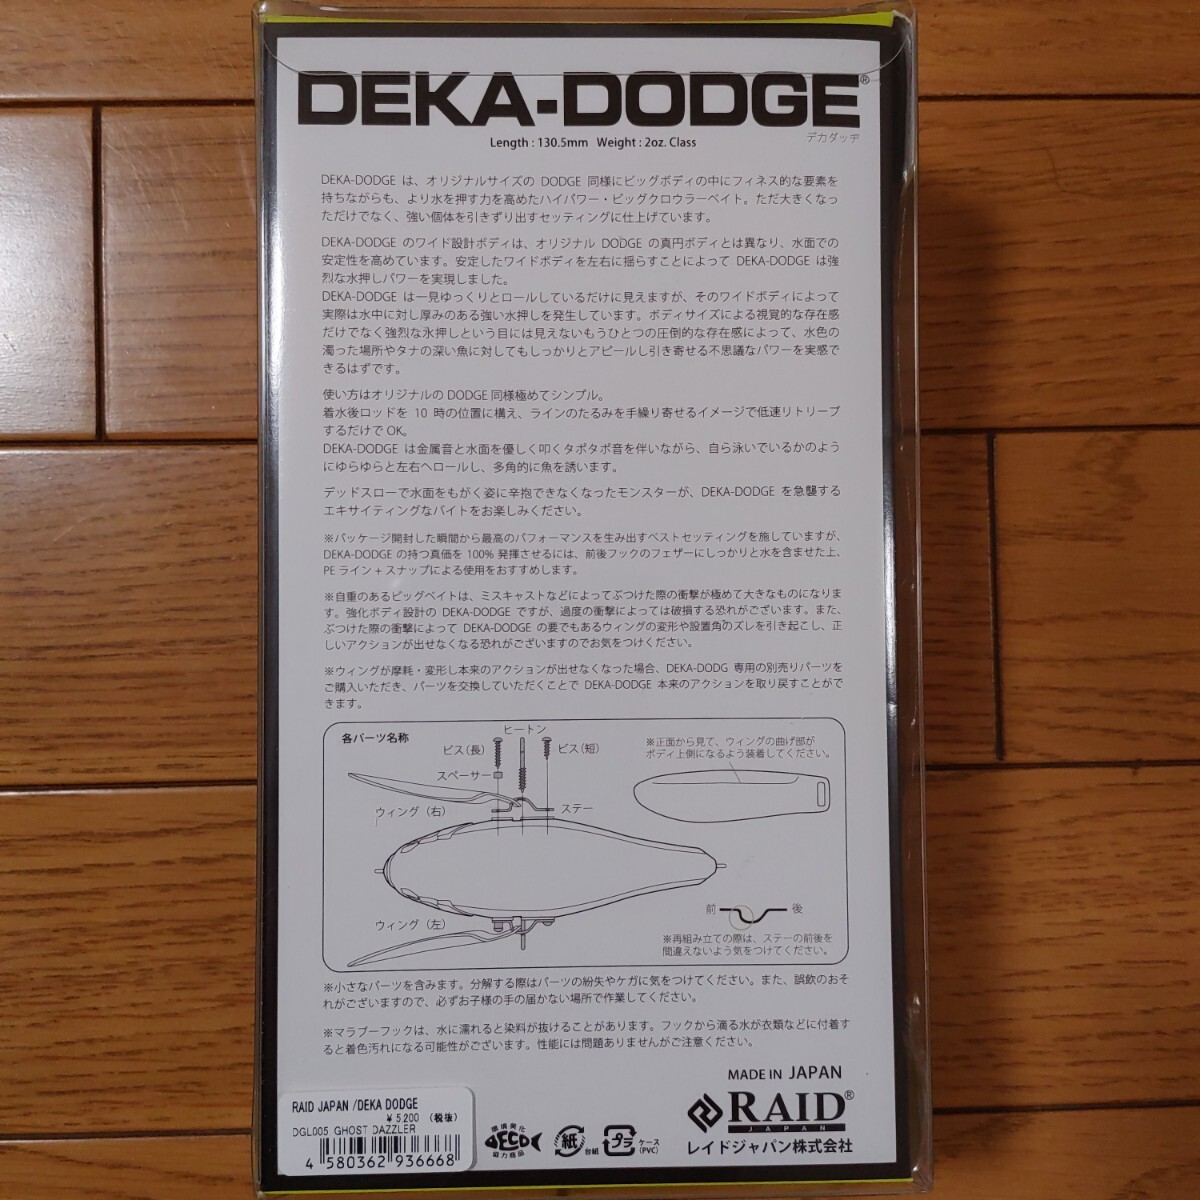 DEKA-DODGE®
デカダッヂ
Length : 130.5mm Weight : 2oz. Class
DEKA-DODGE は、オリジナルサイズの DODGE 同様にビッグボディの中にフィネス的な要素を
持ちながらも、より水を押す力を高めたハイパワー・ビッグクロウラーベイト。ただ大きくなっ
ただけでなく、強い個体を引きずり出すセッティングに仕上げています。
DEKA-DODGE のワイド設計ボディは、オリジナル DODGE の真円ボディとは異なり、水面での
安定性を高めています。安定したワイドボディを左右に揺らすことによって DEKA-DODGE は強
烈な水押しパワーを実現しました。
DEKA-DODGE は一見ゆっくりとロールしているだけに見えますが、そのワイドボディによって
実際は水中に対し厚みのある強い水押しを発生しています。ボディサイズによる視覚的な存在感
だけでなく強烈な水押しという目には見えないもうひとつの圧倒的な存在感によって、水色の
濁った場所やタナの深い魚に対してもしっかりとアピールし引き寄せる不思議なパワーを実感で
きるはずです。
使い方はオリジナルの DODGE 同様極めてシンプル。
着水後ロッドを 10 時の位置に構え、ラインのたるみを手繰り寄せるイメージで低速リトリーブ
するだけで OK。
DEKA-DODGE は金属音と水面を優しく叩くタポタポ音を伴いながら、自ら泳いでいるかのよう
にゆらゆらと左右へロールし、多角的に魚を誘います。
デッドスローで水面をもがく姿に辛抱できなくなったモンスターが、DEKA-DODGE を急襲する
エキサイティングなバイトをお楽しみください。
※パッケージ開封した瞬間から最高のパフォーマンスを生み出すベストセッティングを施していますが、
DEKA-DODGE の持つ真価を 100% 発揮させるには、前後フックのフェザーにしっかりと水を含ませた上、
PE ライン + スナップによる使用をおすすめします。
※自重のあるビッグベイトは、ミスキャストなどによってぶつけた際の衝撃が極めて大きなものになりま
す。強化ボディ設計の DEKA-DODGE ですが、過度の衝撃によっては破損する恐れがございます。また、
ぶつけた際の衝撃によって DEKA-DODGE の要でもあるウィングの変形や設置角のズレを引き起こし、正
しいアクションが出せなくなる恐れがございますのでお気をつけください。
※ウィングが摩耗・変形し本来のアクションが出せなくなった場合、DEKA-DODG 専用の別売りパーツを
ご購入いただき、パーツを交換していただくことで DEKA-DODGE 本来のアクションを取り戻すことがで
きます。
各パーツ名称
ヒートン
ビス(長)
ビス(短)
スペーサー
ウィング（右）
ステー
※正面から見て、ウィングの曲げ部が
ボディ上側になるよう装着してください。
ウィング（左）
前
後
※再組み立ての際は、ステーの前後を
間違えないよう気をつけてください。
※小さなパーツを含みます。分解する際はパーツの紛失やケガに気をつけてください。また、誤飲のおそ
れがございますので、必ずお子様の手の届かない場所で作業してください。
※マラブーフックは、水に濡れると染料が抜けることがあります。フックから滴る水が衣類などに付着す
ると着色汚れになる可能性がございます。性能には問題ありませんがご注意ください。
MADE IN JAPAN
RAID®
JAPAN
レイドジャパン株式会社
RAID JAPAN /DEKA DODGE
¥5,200 （税抜）
DGL005 GHOST DAZZLER
4 580362 936668
環境美化
ECO
協力商品
紙
台紙
プラ
ケース
(PVC)